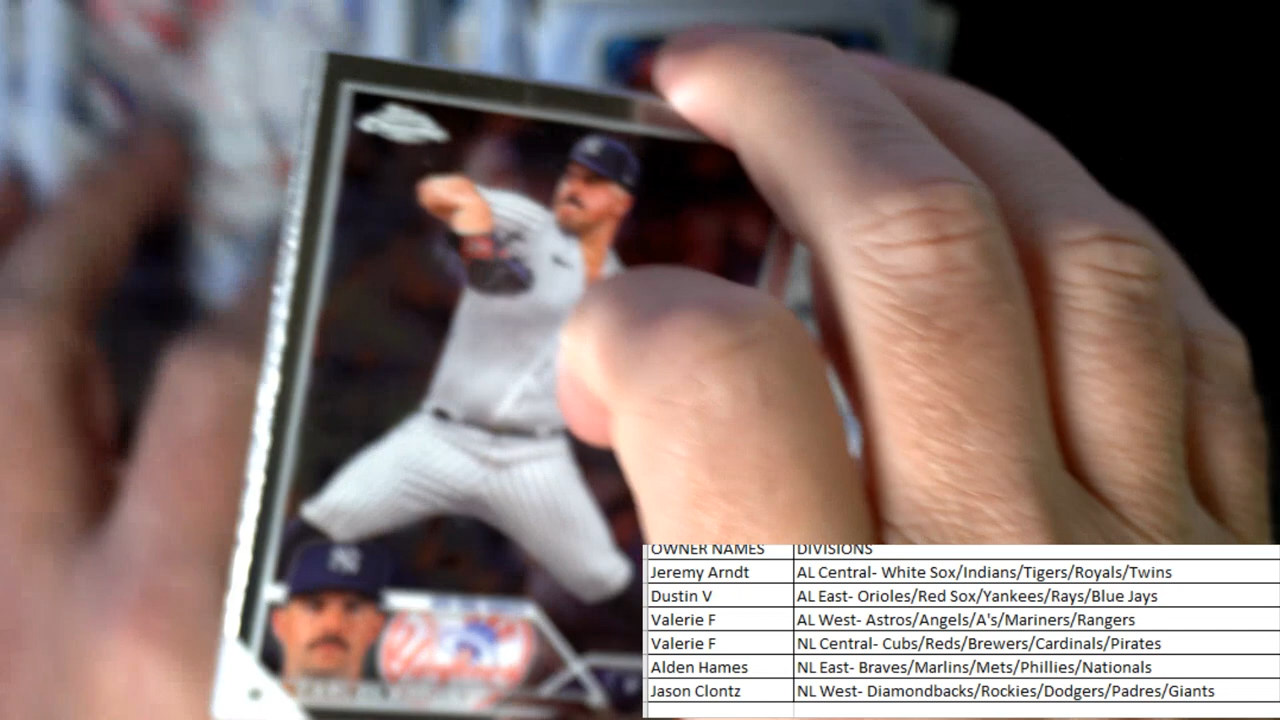 OWNER NAMES DIVISIONS
Jeremy Arndt AL Central- White Sox/Indians/Tigers/Royals/Twins
Dustin V AL East- Orioles/Red Sox/Yankees/Rays/Blue Jays
Valerie F AL West- Astros/Angels/A's/Mariners/Rangers
Valerie F NL Central- Cubs/Reds/Brewers/Cardinals/Pirates
Alden Hames NL East- Braves/Marlins/Mets/Phillies/Nationals
Jason Clontz NL West- Diamondbacks/Rockies/Dodgers/Padres/Giants